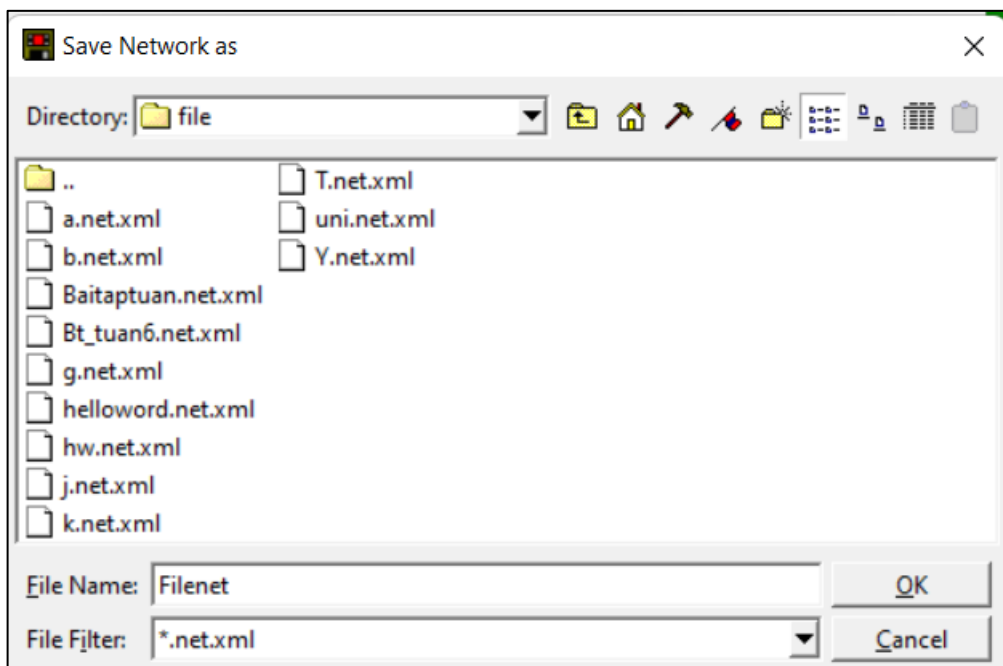 Save Network as
Directory: file
..
a.net.xml
b.net.xml
Baitaptuan.net.xml
Bt_tuan6.net.xml
g.net.xml
helloword.net.xml
hw.net.xml
j.net.xml
k.net.xml
T.net.xml
uni.net.xml
Y.net.xml
File Name: Filenet OK
File Filter: *.net.xml Cancel